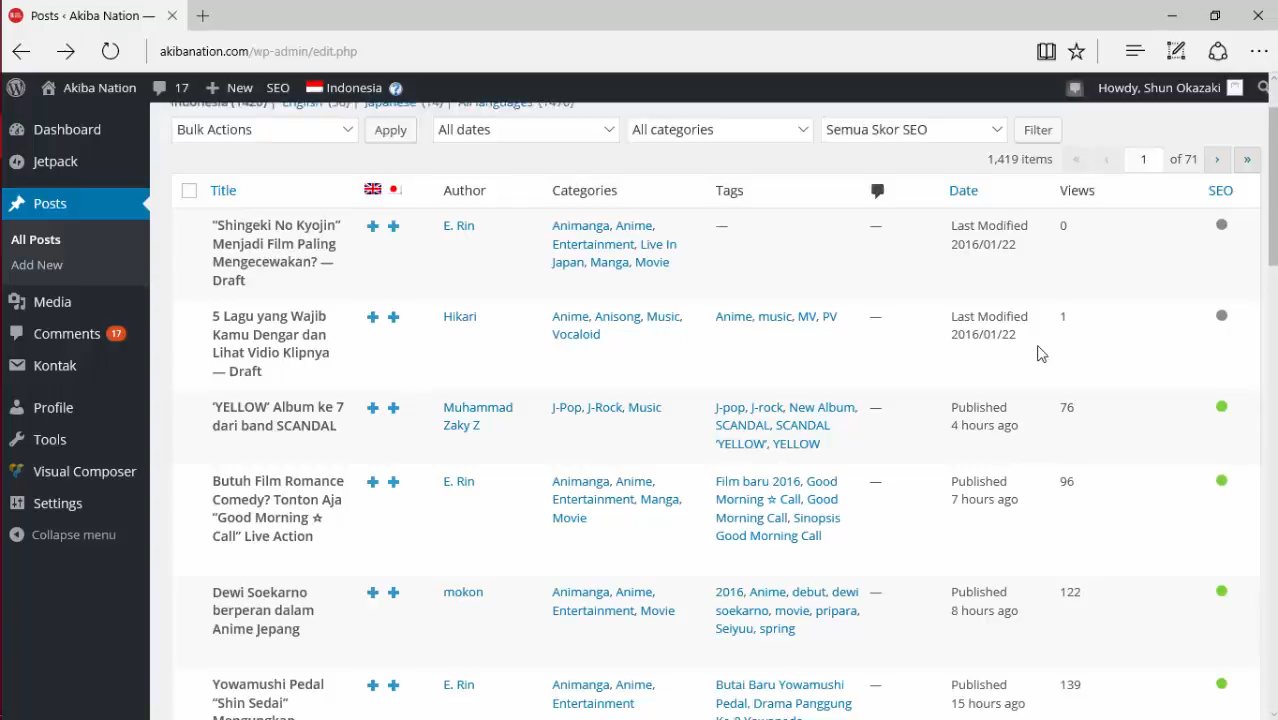 Posts ‹ Akiba Nation —
akibanation.com/wp-admin/edit.php
Akiba Nation 17 New SEO Indonesia Howdy, Shun Okazaki
Indonesia (1420) | English (58) | Japanese (14) | All languages (1490)
Dashboard
Jetpack
Posts
All Posts
Add New
Media
Comments 17
Kontak
Profile
Tools
Visual Composer
Settings
Collapse menu
Bulk Actions Apply All dates All categories Semua Skor SEO Filter
1,419 items « ‹ 1 of 71 › »
Title Author Categories Tags Date Views SEO
“Shingeki No Kyojin”
Menjadi Film Paling
Mengecewakan? —
Draft
E. Rin
Animanga, Anime,
Entertainment, Live In
Japan, Manga, Movie
—
—
Last Modified
2016/01/22
0
5 Lagu yang Wajib
Kamu Dengar dan
Lihat Vidio Klipnya
— Draft
Hikari
Anime, Anisong, Music,
Vocaloid
Anime, music, MV, PV
—
Last Modified
2016/01/22
1
‘YELLOW’ Album ke 7
dari band SCANDAL
Muhammad
Zaky Z
J-Pop, J-Rock, Music
J-pop, J-rock, New Album,
SCANDAL, SCANDAL
‘YELLOW’, YELLOW
—
Published
4 hours ago
76
Butuh Film Romance
Comedy? Tonton Aja
“Good Morning ☆
Call” Live Action
E. Rin
Animanga, Anime,
Entertainment, Manga,
Movie
Film baru 2016, Good
Morning ☆ Call, Good
Morning Call, Sinopsis
Good Morning Call
—
Published
7 hours ago
96
Dewi Soekarno
berperan dalam
Anime Jepang
mokon
Animanga, Anime,
Entertainment, Movie
2016, Anime, debut, dewi
soekarno, movie, pripara,
Seiyuu, spring
—
Published
8 hours ago
122
Yowamushi Pedal
“Shin Sedai”
Mengungkap
E. Rin
Animanga, Anime,
Entertainment
Butai Baru Yowamushi
Pedal, Drama Panggung
—
Published
15 hours ago
139